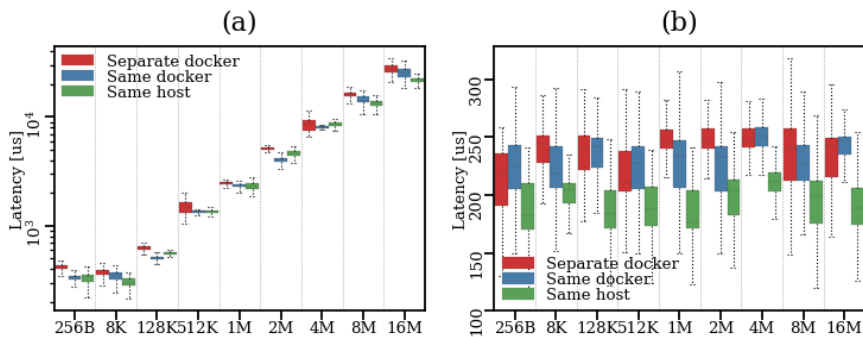 (a)
Latency [us]
10^4
10^3
Separate docker
Same docker
Same host
256B 8K 128K 512K 1M 2M 4M 8M 16M
(b)
Latency [us]
300
250
200
150
100
Separate docker
Same docker
Same host
256B 8K 128K 512K 1M 2M 4M 8M 16M